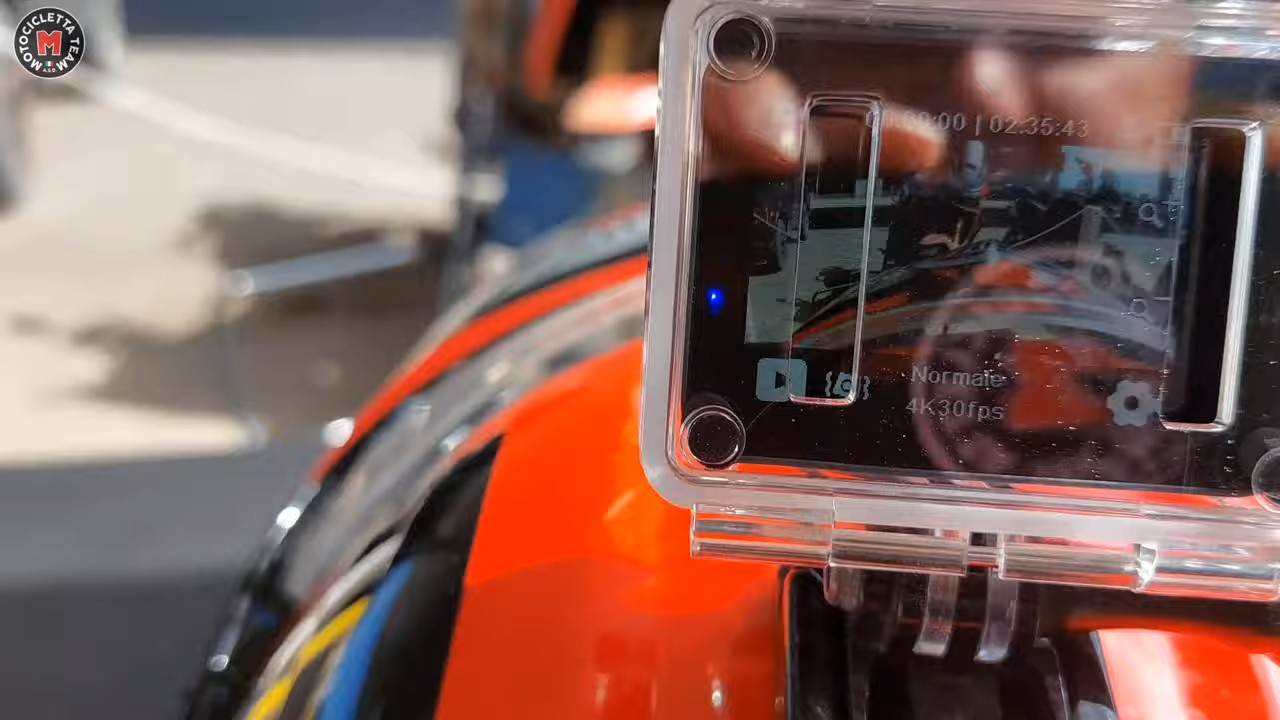 MOTOCICLETTA TEAM
M
A.S.D
00:00 | 02:35:43
Normale
4K30fps